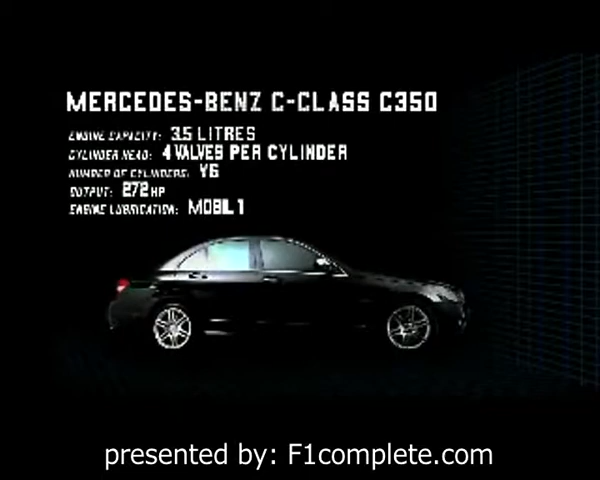 MERCEDES-BENZ C-CLASS C350
ENGINE CAPACITY: 3.5 LITRES
CYLINDER HEAD: 4 VALVES PER CYLINDER
NUMBER OF CYLINDERS: V6
OUTPUT: 272 HP
ENGINE LUBRICATION: MOBIL 1
presented by: F1complete.com